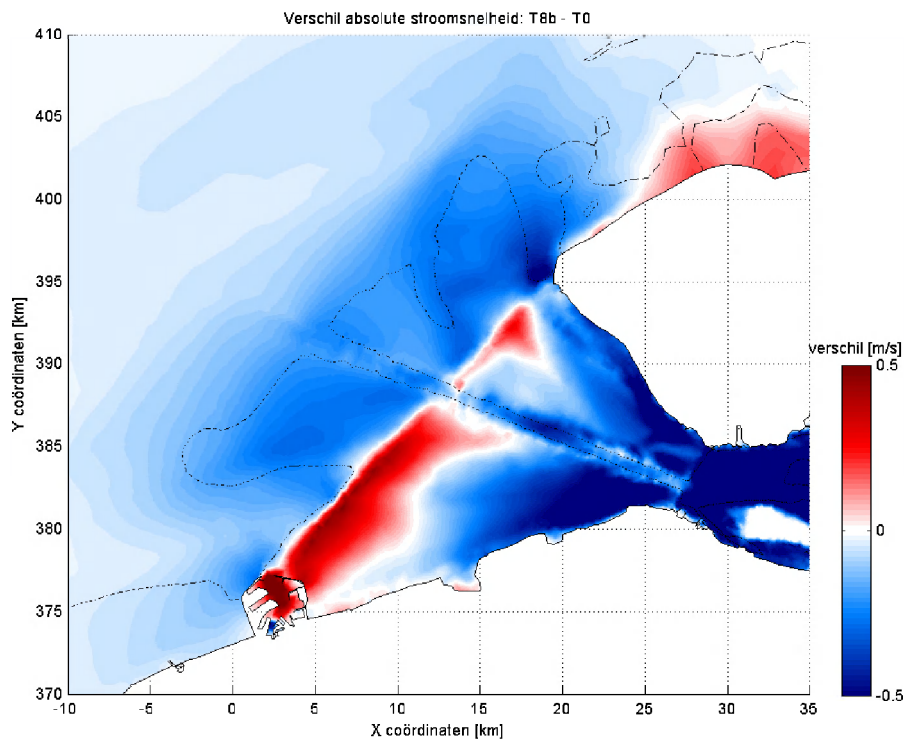 Verschil absolute stroomsnelheid: T8b - T0
410
405
400
395
390
385
380
375
370
Y coördinaten [km]
-10 -5 0 5 10 15 20 25 30 35
X coördinaten [km]
verschil [m/s]
0.5
0
-0.5